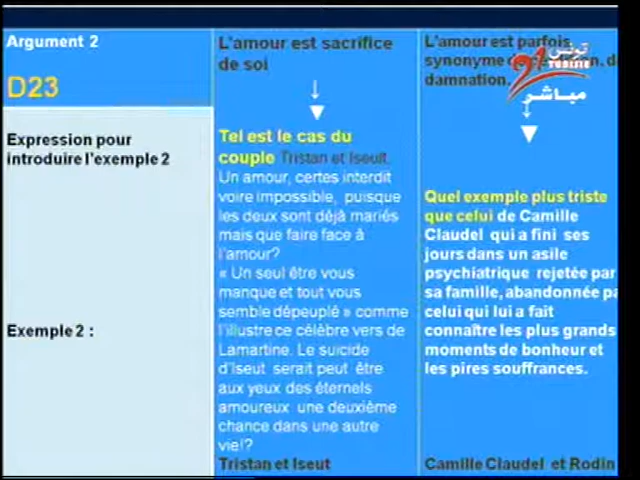 Argument 2
D23
Expression pour
introduire l'exemple 2
Exemple 2 :
L'amour est sacrifice
de soi
Tel est le cas du
couple Tristan et Iseult.
Un amour, certes interdit
voire impossible, puisque
les deux sont déjà mariés
mais que faire face à
l'amour?
« Un seul être vous
manque et tout vous
semble dépeuplé » comme
l'illustre ce célèbre vers de
Lamartine. Le suicide
d'Iseut serait peut être
aux yeux des éternels
amoureux une deuxième
chance dans une autre
vie!?
Tristan et Iseut
L'amour est parfois
synonyme
damnation.
Quel exemple plus triste
que celui de Camille
Claudel qui a fini ses
jours dans un asile
psychiatrique rejetée par
sa famille, abandonnée pa
celui qui lui a fait
connaître les plus grands
moments de bonheur et
les pires souffrances.
Camille Claudel et Rodin
تونس
21
TUNISIE
مباشر